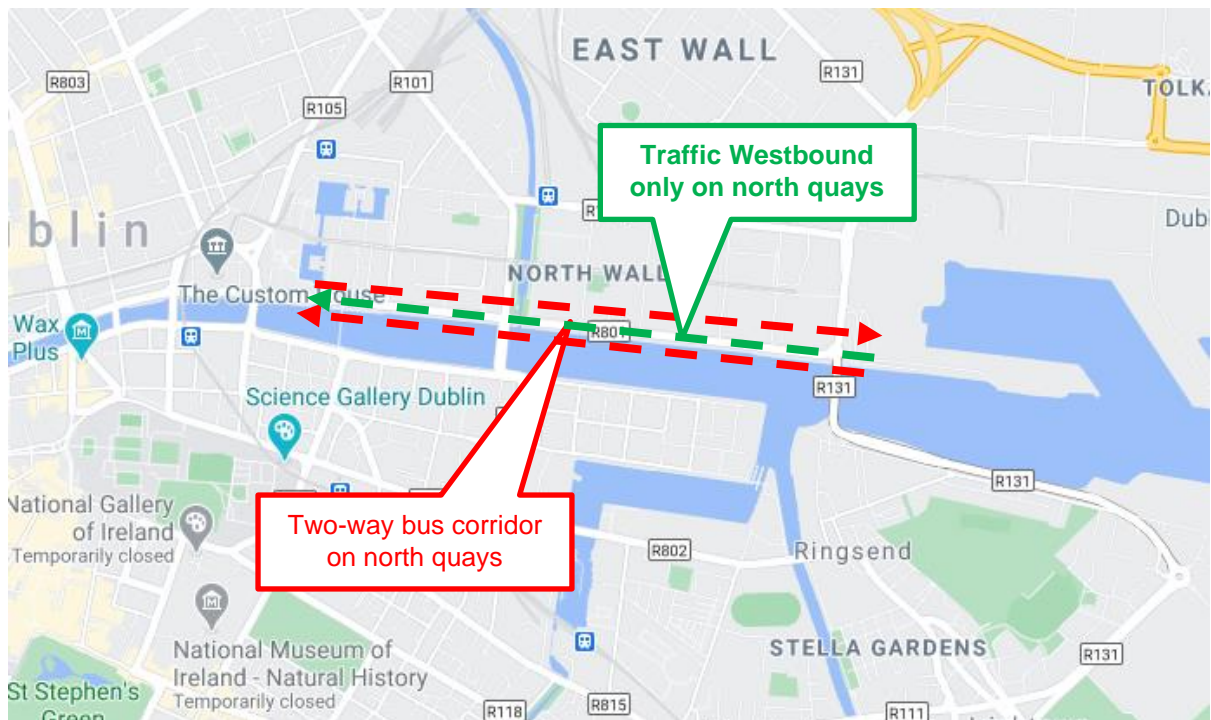 EAST WALL
R131
R803
R101
TOLK
R105
Traffic Westbound
only on north quays
blin
Dub
NORTH WALL
The Custom House
R801
Wax
Plus
R131
Science Gallery Dublin
R131
National Gallery
of Ireland
Temporarily closed
Two-way bus corridor
on north quays
R802
Ringsend
National Museum of
Ireland - Natural History
Temporarily closed
STELLA GARDENS
R131
St Stephen's
Green
R118
R815
R111